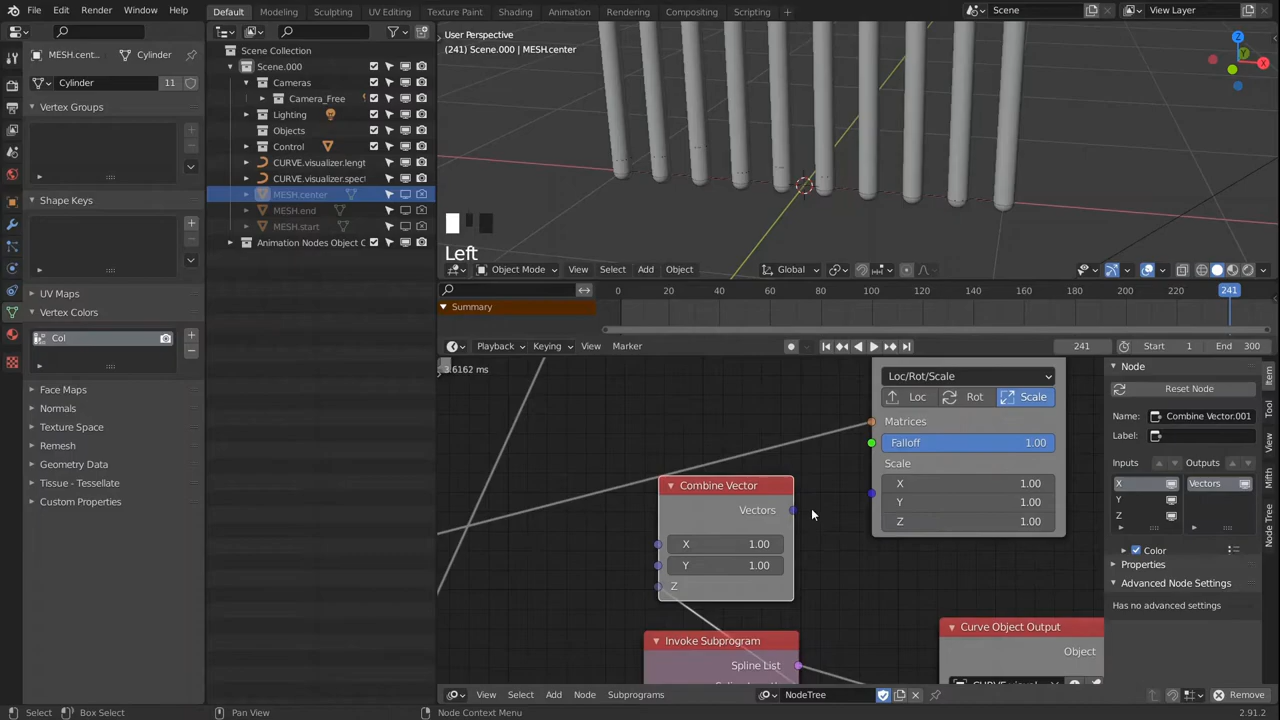 File Edit Render Window Help
Default Modeling Sculpting UV Editing Texture Paint Shading Animation Rendering Compositing Scripting
Scene
View Layer
MESH.cent... Cylinder
Cylinder 11
Vertex Groups
Shape Keys
UV Maps
Vertex Colors
Col
Face Maps
Normals
Texture Space
Remesh
Geometry Data
Tissue - Tessellate
Custom Properties
Scene Collection
Scene.000
Cameras
Camera_Free
Lighting
Objects
Control
CURVE.visualizer.lengt
CURVE.visualizer.spect
MESH.center
MESH.end
MESH.start
Animation Nodes Object C
User Perspective
(241) Scene.000 | MESH.center
Left
Z
Y
X
Object Mode View Select Add Object
Global
0 20 40 60 80 100 120 140 160 180 200 220 241 260 280 300
Summary
Playback Keying View Marker
241 Start 1 End 300
3.6162 ms
Loc/Rot/Scale
Loc Rot Scale
Matrices
Falloff 1.00
Scale
X 1.00
Y 1.00
Z 1.00
Combine Vector
Vectors
X 1.00
Y 1.00
Z
Invoke Subprogram
Spline List
Curve Object Output
Object
Node
Reset Node
Name: Combine Vector.001
Label:
Inputs Outputs
X Vectors
Y
Z
Color
Properties
Advanced Node Settings
Has no advanced settings
Item
Tool
View
Hifith
Node Tree
View Select Add Node Subprograms
NodeTree
Remove
Select Box Select Pan View Node Context Menu 2.91.2